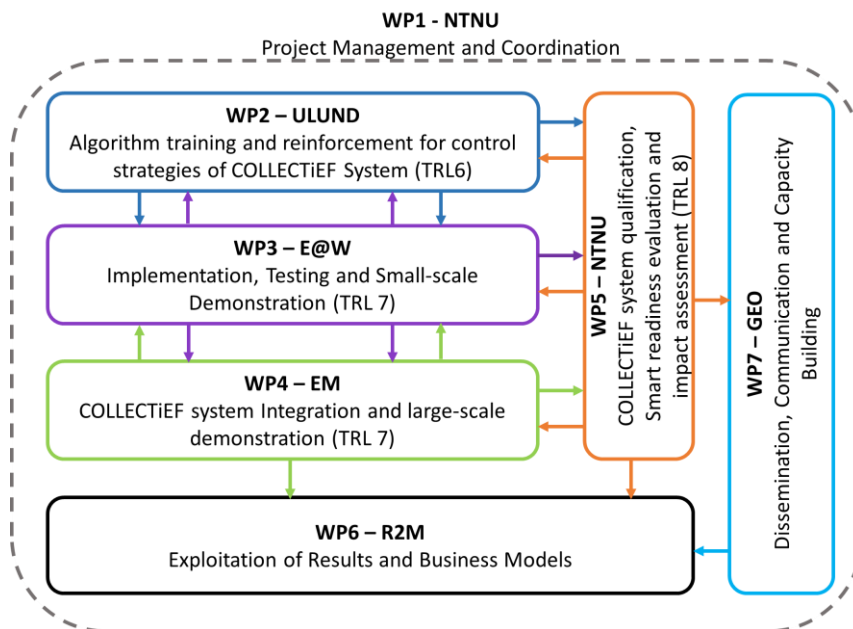 WP1 - NTNU
Project Management and Coordination
WP2 – ULUND
Algorithm training and reinforcement for control
strategies of COLLECTiEF System (TRL6)
WP3 – E@W
Implementation, Testing and Small-scale
Demonstration (TRL 7)
WP4 – EM
COLLECTiEF system Integration and large-scale
demonstration (TRL 7)
WP5 – NTNU
COLLECTiEF system qualification,
Smart readiness evaluation and
impact assessment (TRL 8)
WP7 – GEO
Dissemination, Communication and Capacity
Building
WP6 – R2M
Exploitation of Results and Business Models